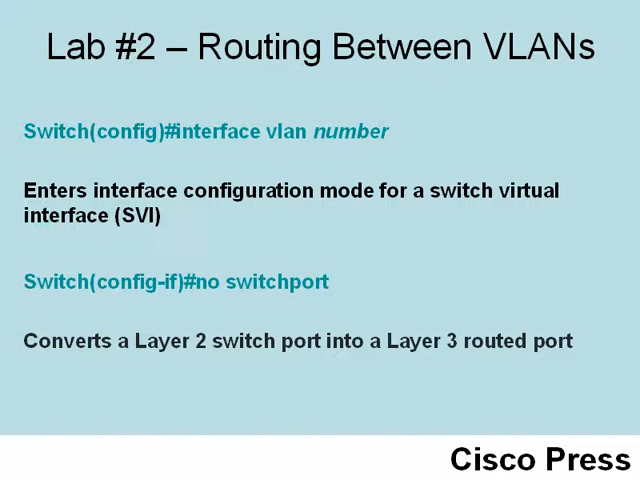 Lab #2 – Routing Between VLANs
Switch(config)#interface vlan number
Enters interface configuration mode for a switch virtual
interface (SVI)
Switch(config-if)#no switchport
Converts a Layer 2 switch port into a Layer 3 routed port
Cisco Press